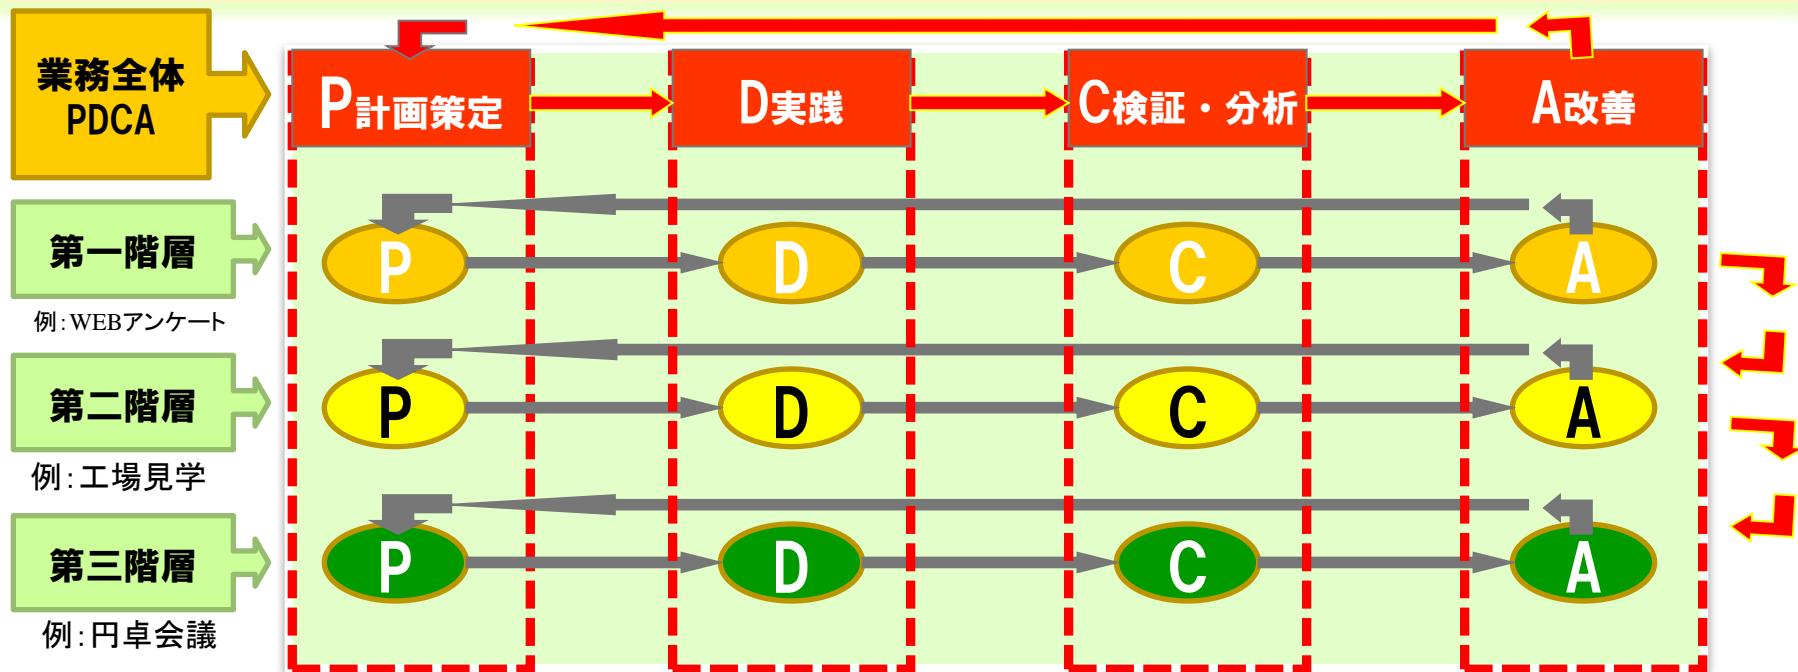 業務全体
PDCA
P計画策定
D実践
C検証・分析
A改善
第一階層
P
D
C
A
例：WEBアンケート
第二階層
P
D
C
A
例：工場見学
第三階層
P
D
C
A
例：円卓会議